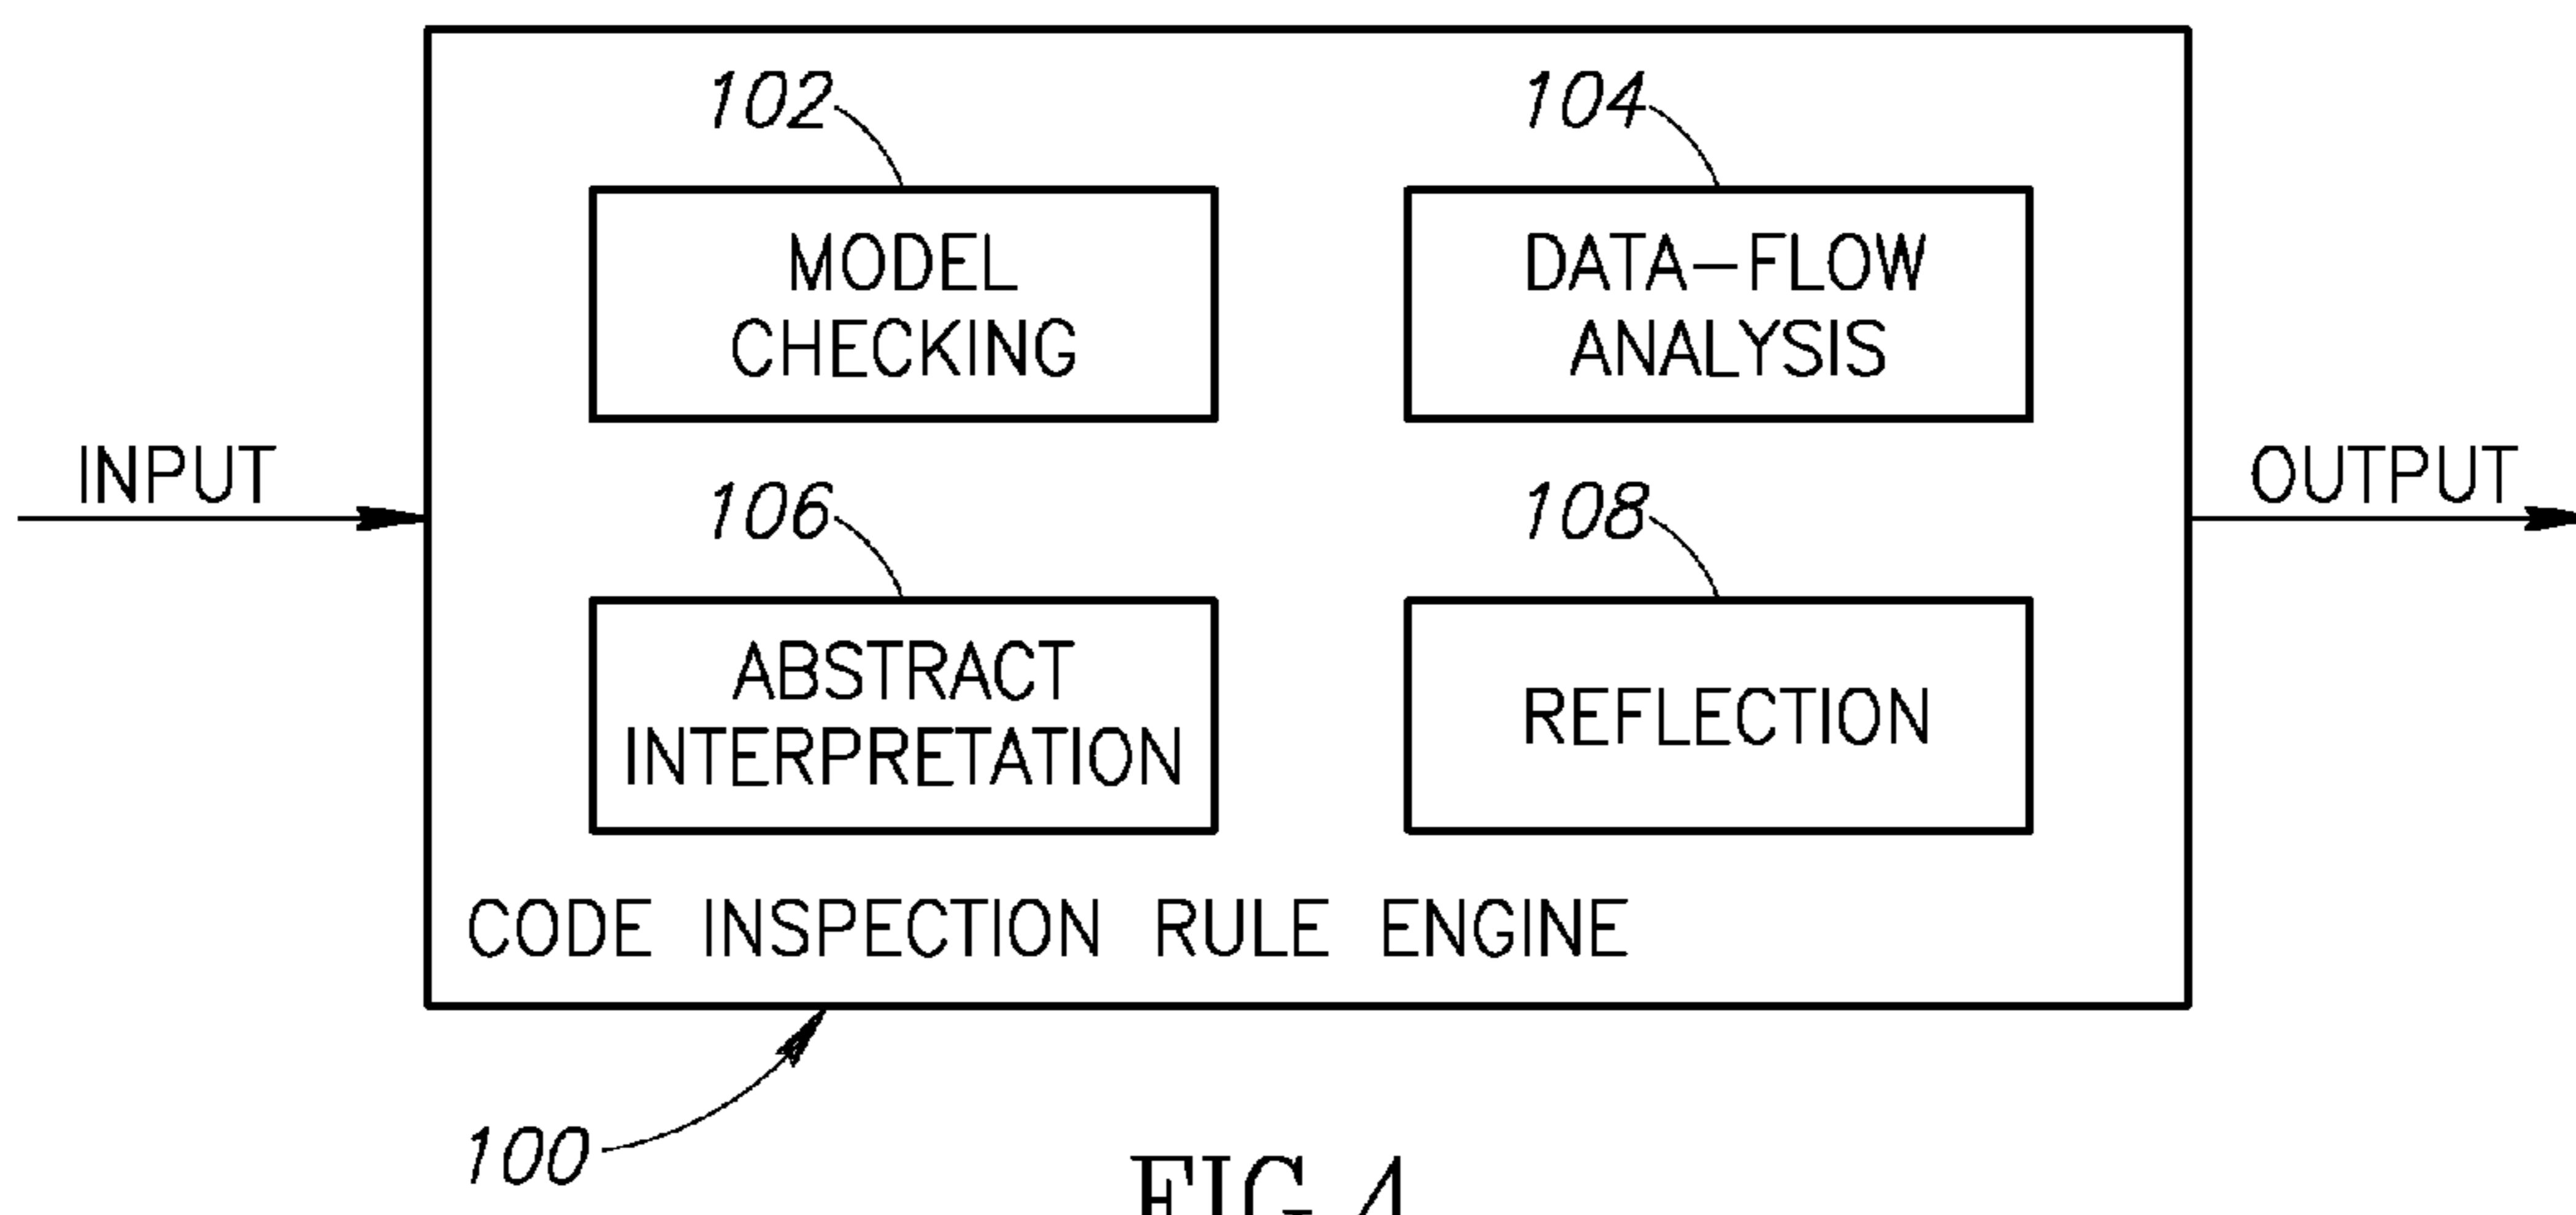 102
104
MODEL
CHECKING
DATA-FLOW
ANALYSIS
INPUT
OUTPUT
106
108
ABSTRACT
INTERPRETATION
REFLECTION
CODE INSPECTION RULE ENGINE
100
FIG.4